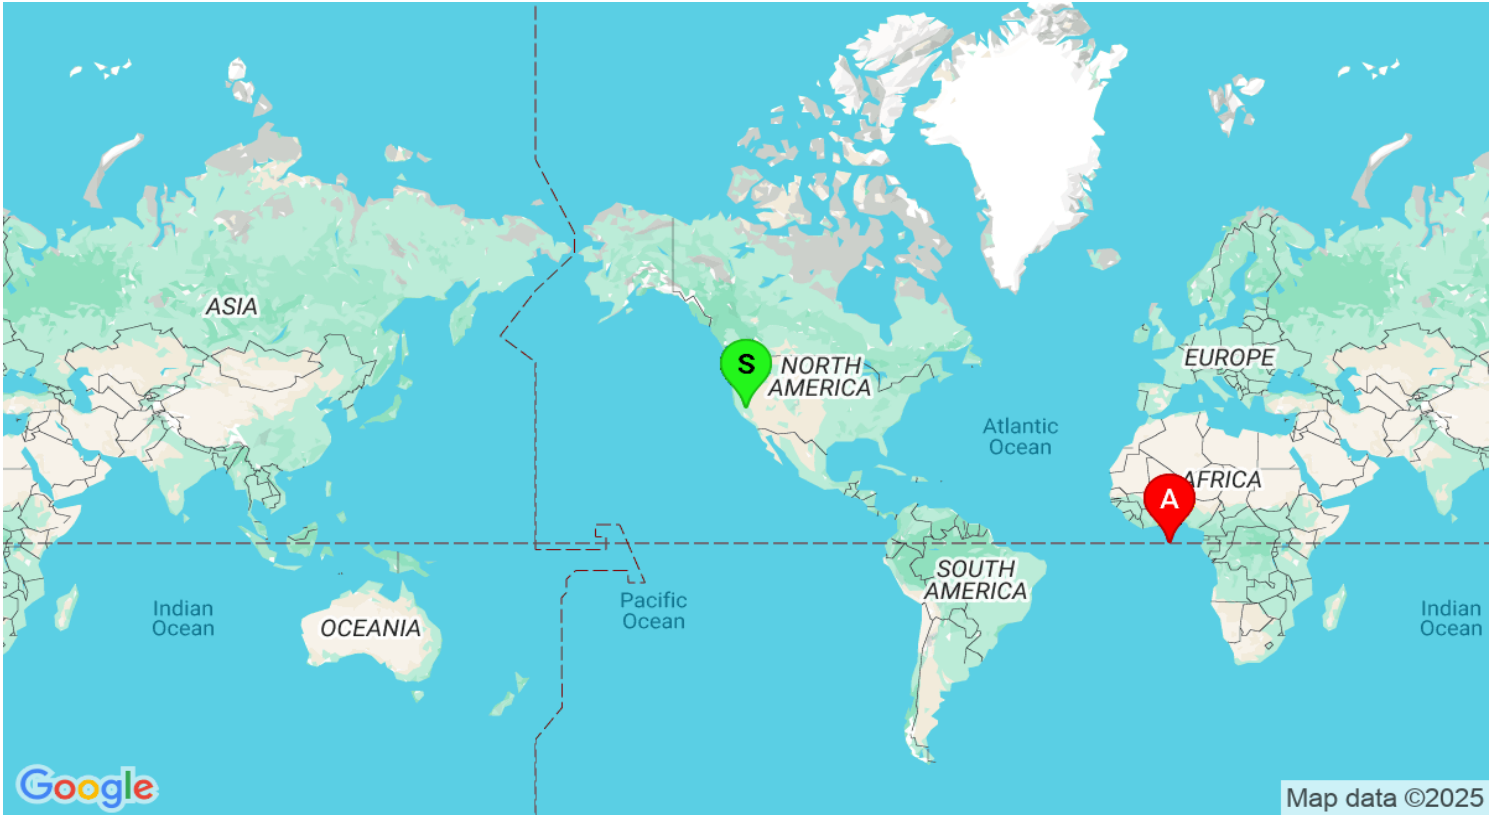 ASIA
S
NORTH
AMERICA
EUROPE
Atlantic
Ocean
AFRICA
A
SOUTH
AMERICA
Indian
Ocean
OCEANIA
Pacific
Ocean
Indian
Ocean
Google
Map data ©2025